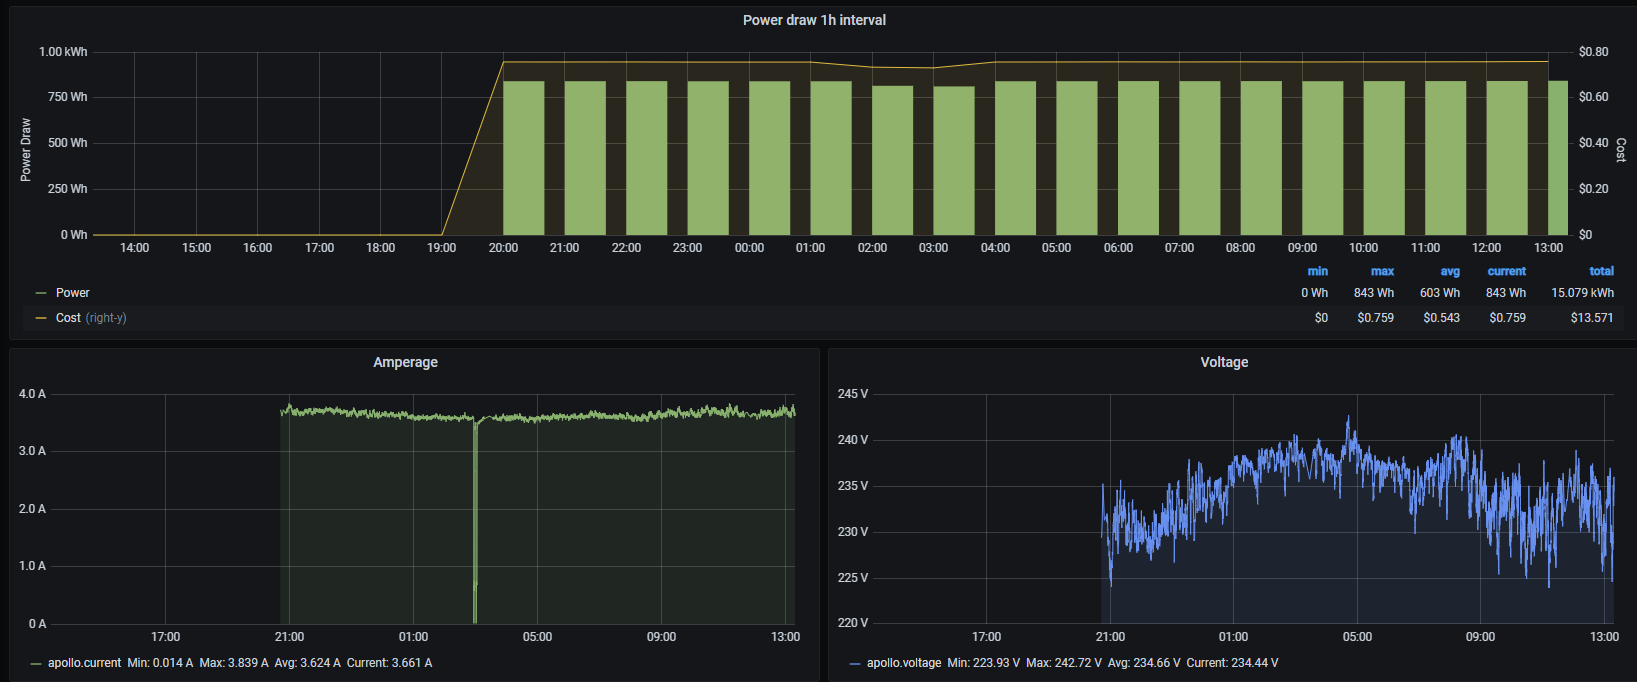 Power draw 1h interval
1.00 kWh
750 Wh
500 Wh
250 Wh
0 Wh
Power Draw
$0.80
$0.60
$0.40
$0.20
$0
Cost
14:00 15:00 16:00 17:00 18:00 19:00 20:00 21:00 22:00 23:00 00:00 01:00 02:00 03:00 04:00 05:00 06:00 07:00 08:00 09:00 10:00 11:00 12:00 13:00
min max avg current total
Power 0 Wh 843 Wh 603 Wh 843 Wh 15.079 kWh
Cost (right-y) $0 $0.759 $0.543 $0.759 $13.571
Amperage
4.0 A
3.0 A
2.0 A
1.0 A
0 A
17:00 21:00 01:00 05:00 09:00 13:00
apollo.current Min: 0.014 A Max: 3.839 A Avg: 3.624 A Current: 3.661 A
Voltage
245 V
240 V
235 V
230 V
225 V
220 V
17:00 21:00 01:00 05:00 09:00 13:00
apollo.voltage Min: 223.93 V Max: 242.72 V Avg: 234.66 V Current: 234.44 V